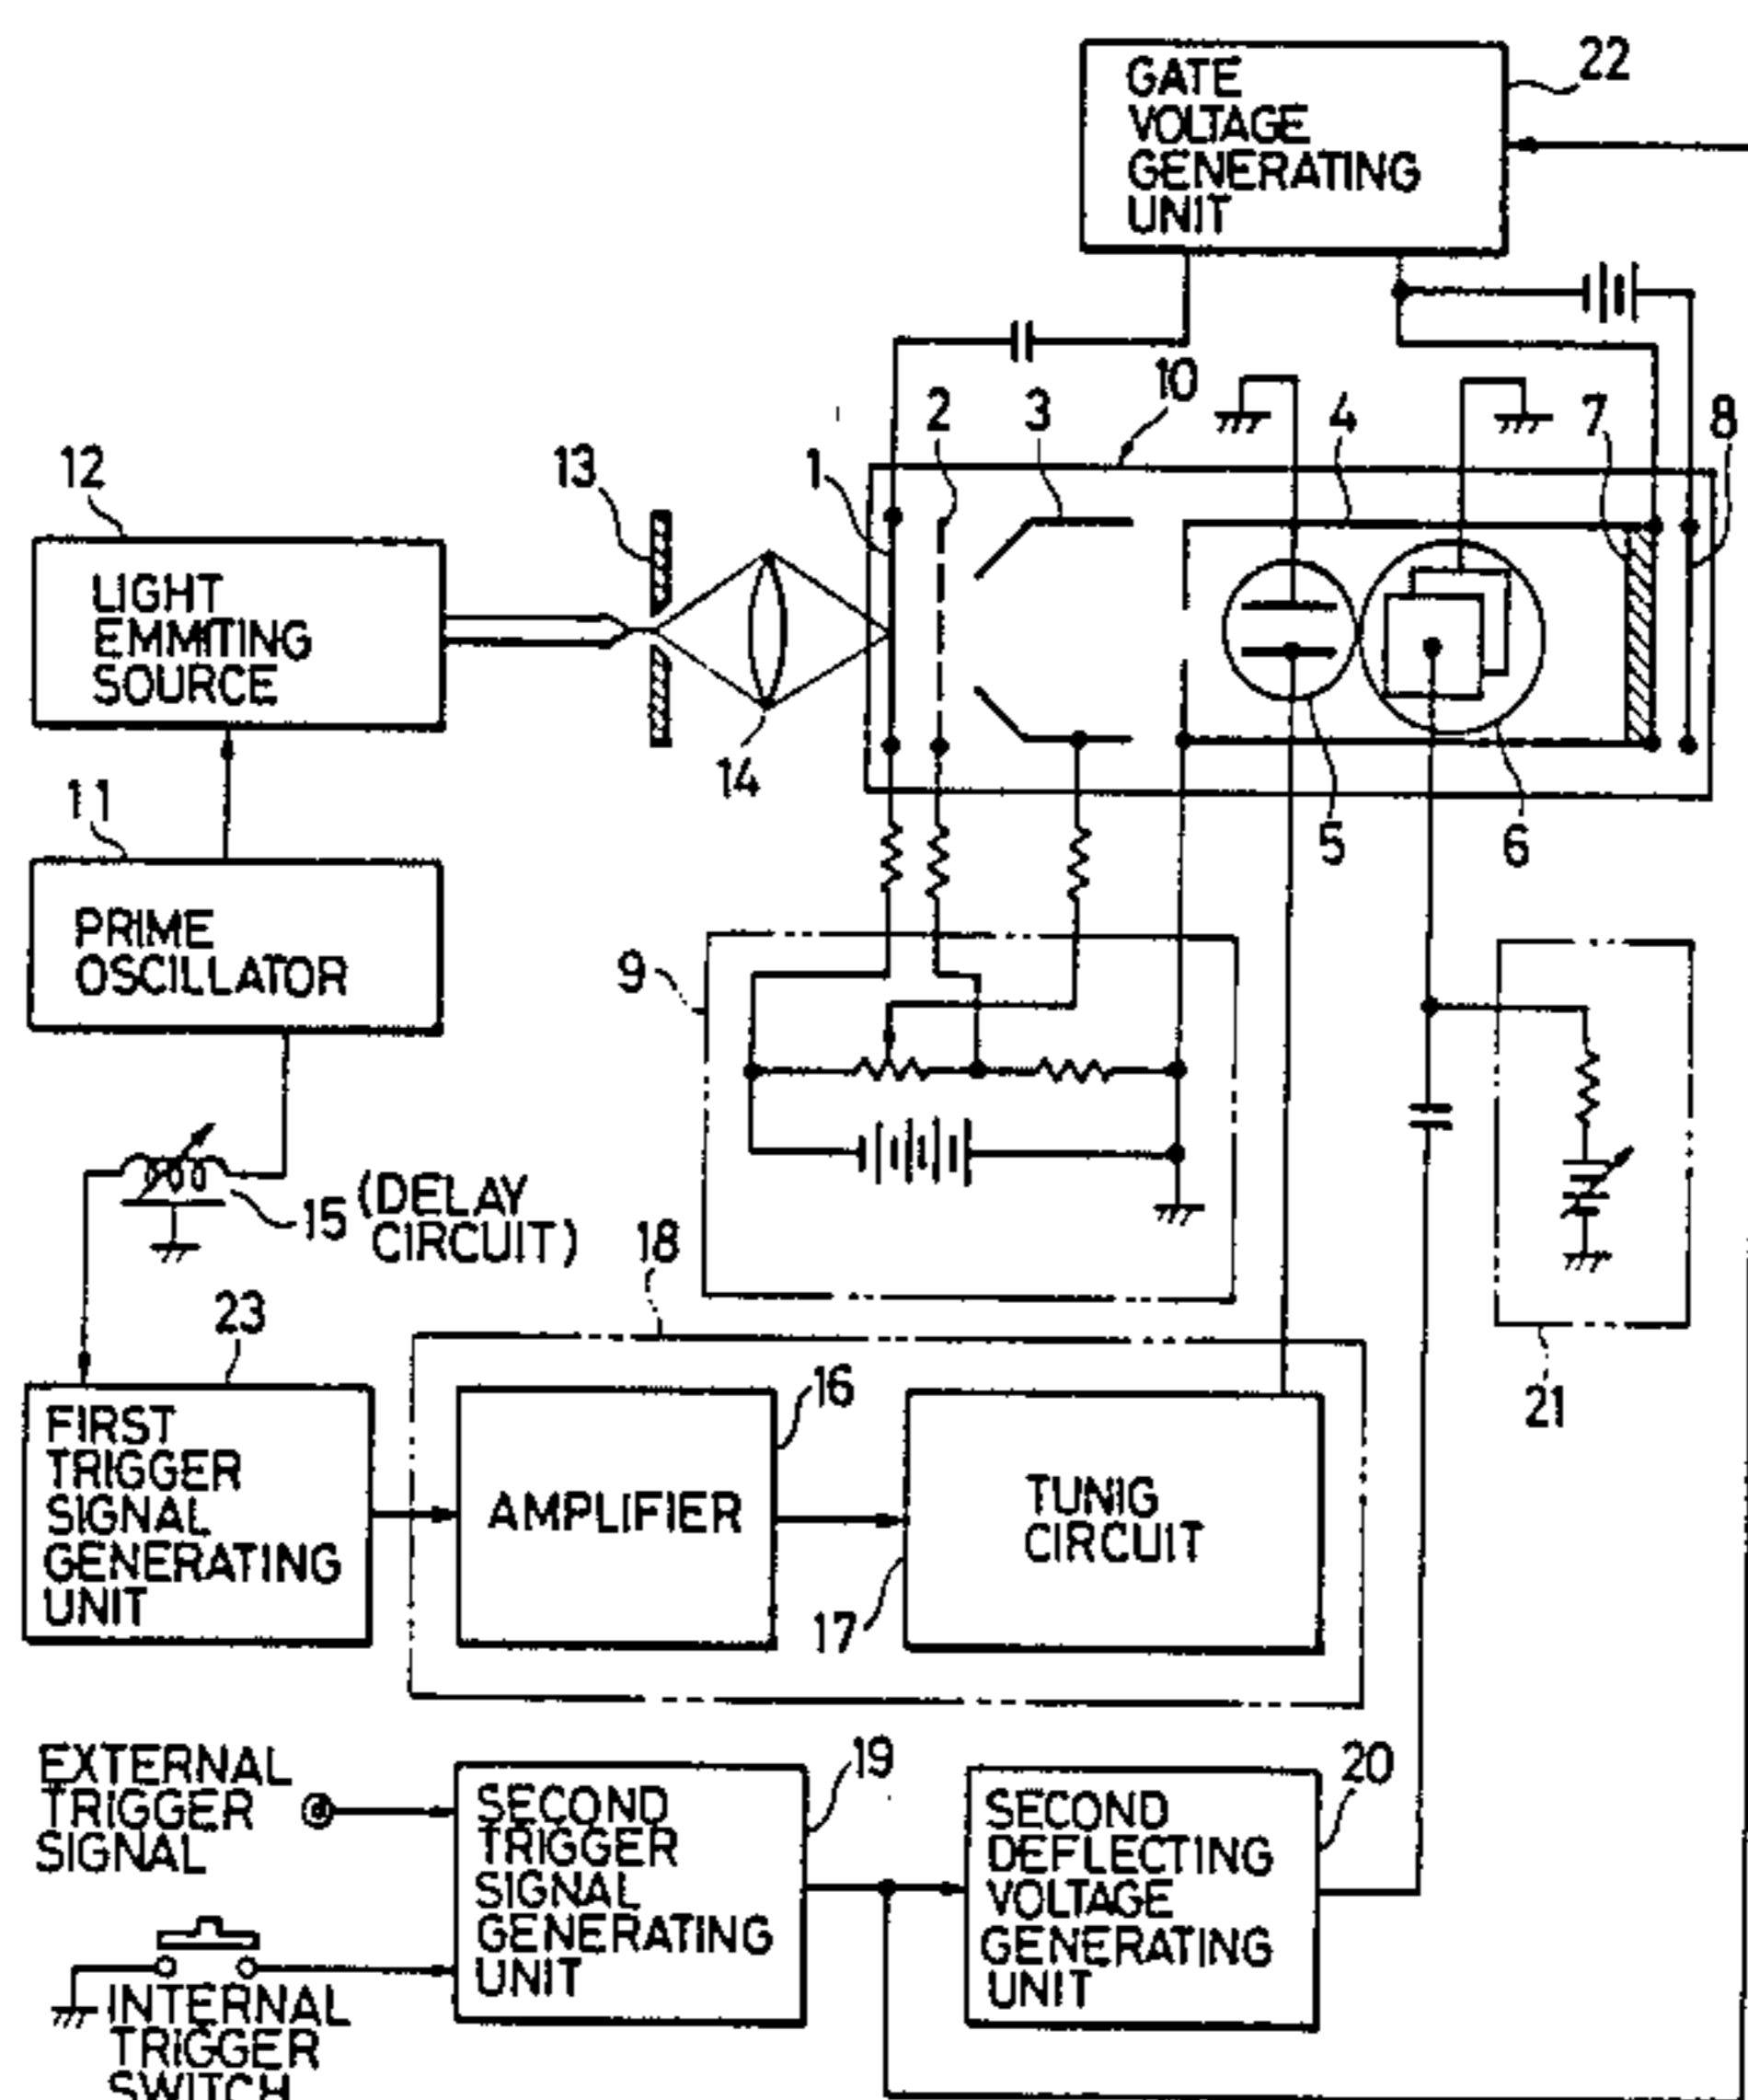 GATE
VOLTAGE
GENERATING
UNIT
22
10
2
3
4
7
8
1
12
13
LIGHT
EMMITING
SOURCE
14
5
6
11
PRIME
OSCILLATOR
9
15 (DELAY
CIRCUIT)
18
21
23
FIRST
TRIGGER
SIGNAL
GENERATING
UNIT
16
AMPLIFIER
17
TUNIG
CIRCUIT
EXTERNAL
TRIGGER
SIGNAL
19
SECOND
TRIGGER
SIGNAL
GENERATING
UNIT
20
SECOND
DEFLECTING
VOLTAGE
GENERATING
UNIT
INTERNAL
TRIGGER
SWITCH